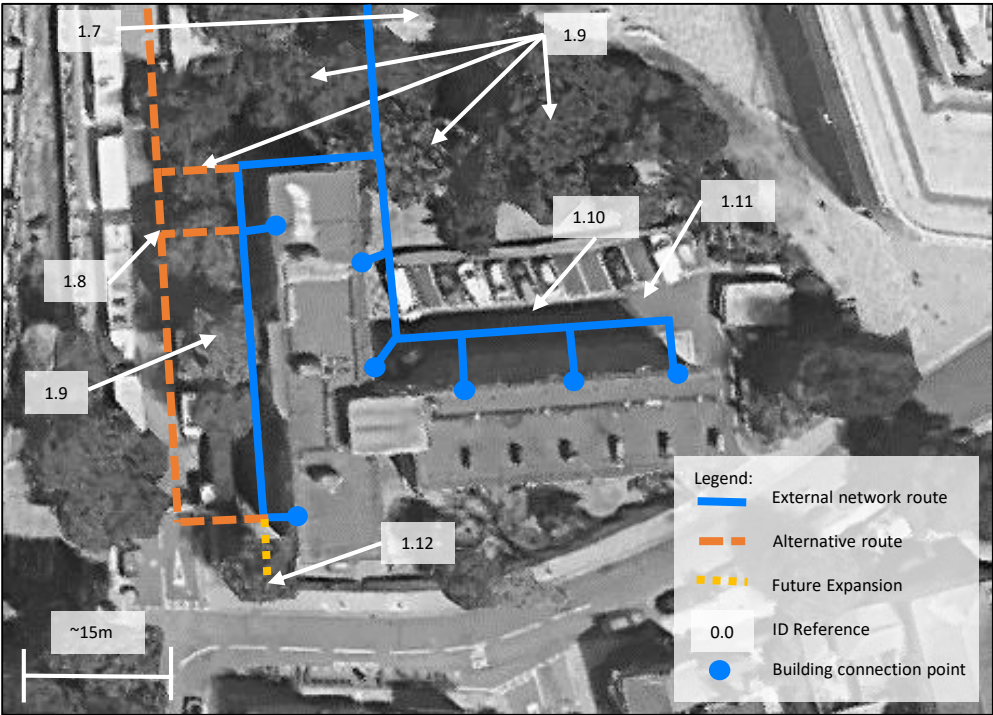 1.7
1.9
1.11
1.10
1.8
1.9
1.12
~15m
Legend:
External network route
Alternative route
Future Expansion
0.0 ID Reference
Building connection point